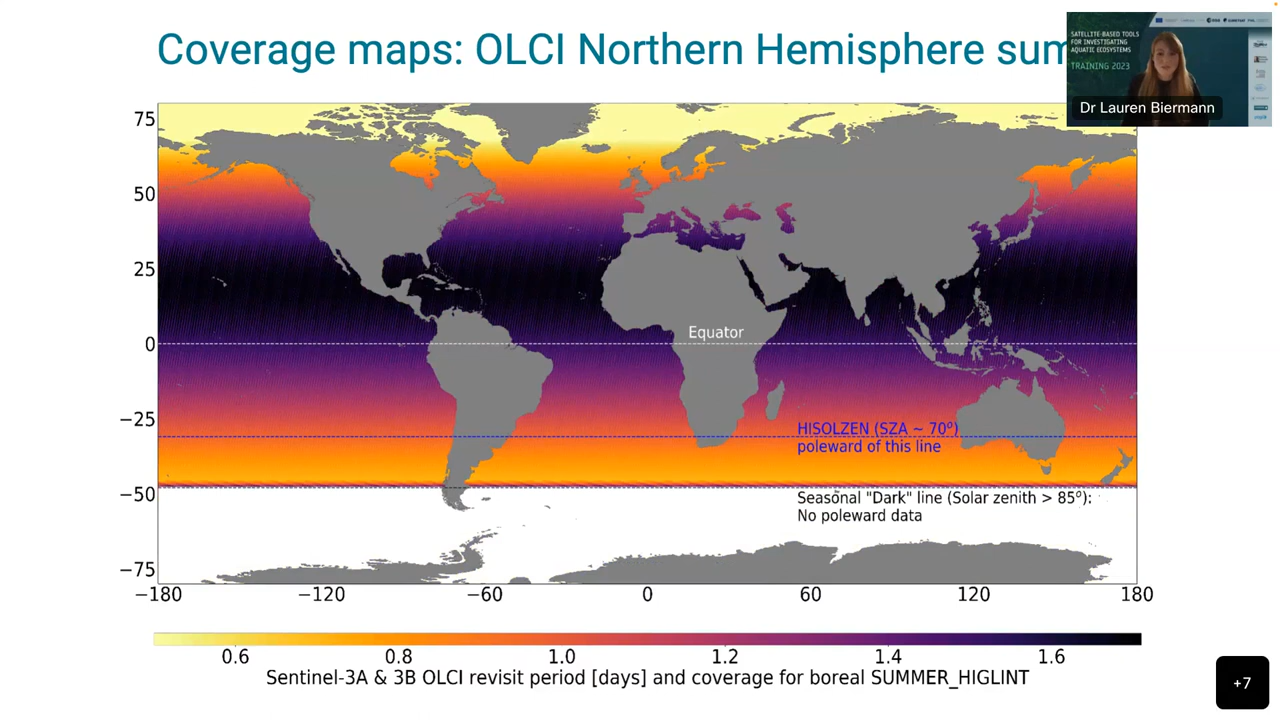 Coverage maps: OLCI Northern Hemisphere sum
SATELLITE-BASED TOOLS
FOR INVESTIGATING
AQUATIC ECOSYSTEMS
TRAINING 2023
Dr Lauren Biermann
75
50
25
0
−25
−50
−75
Equator
HISOLZEN (SZA ~ 70°)
poleward of this line
Seasonal "Dark" line (Solar zenith > 85°):
No poleward data
−180 −120 −60 0 60 120 180
0.6 0.8 1.0 1.2 1.4 1.6
Sentinel-3A & 3B OLCI revisit period [days] and coverage for boreal SUMMER_HIGLINT
+7